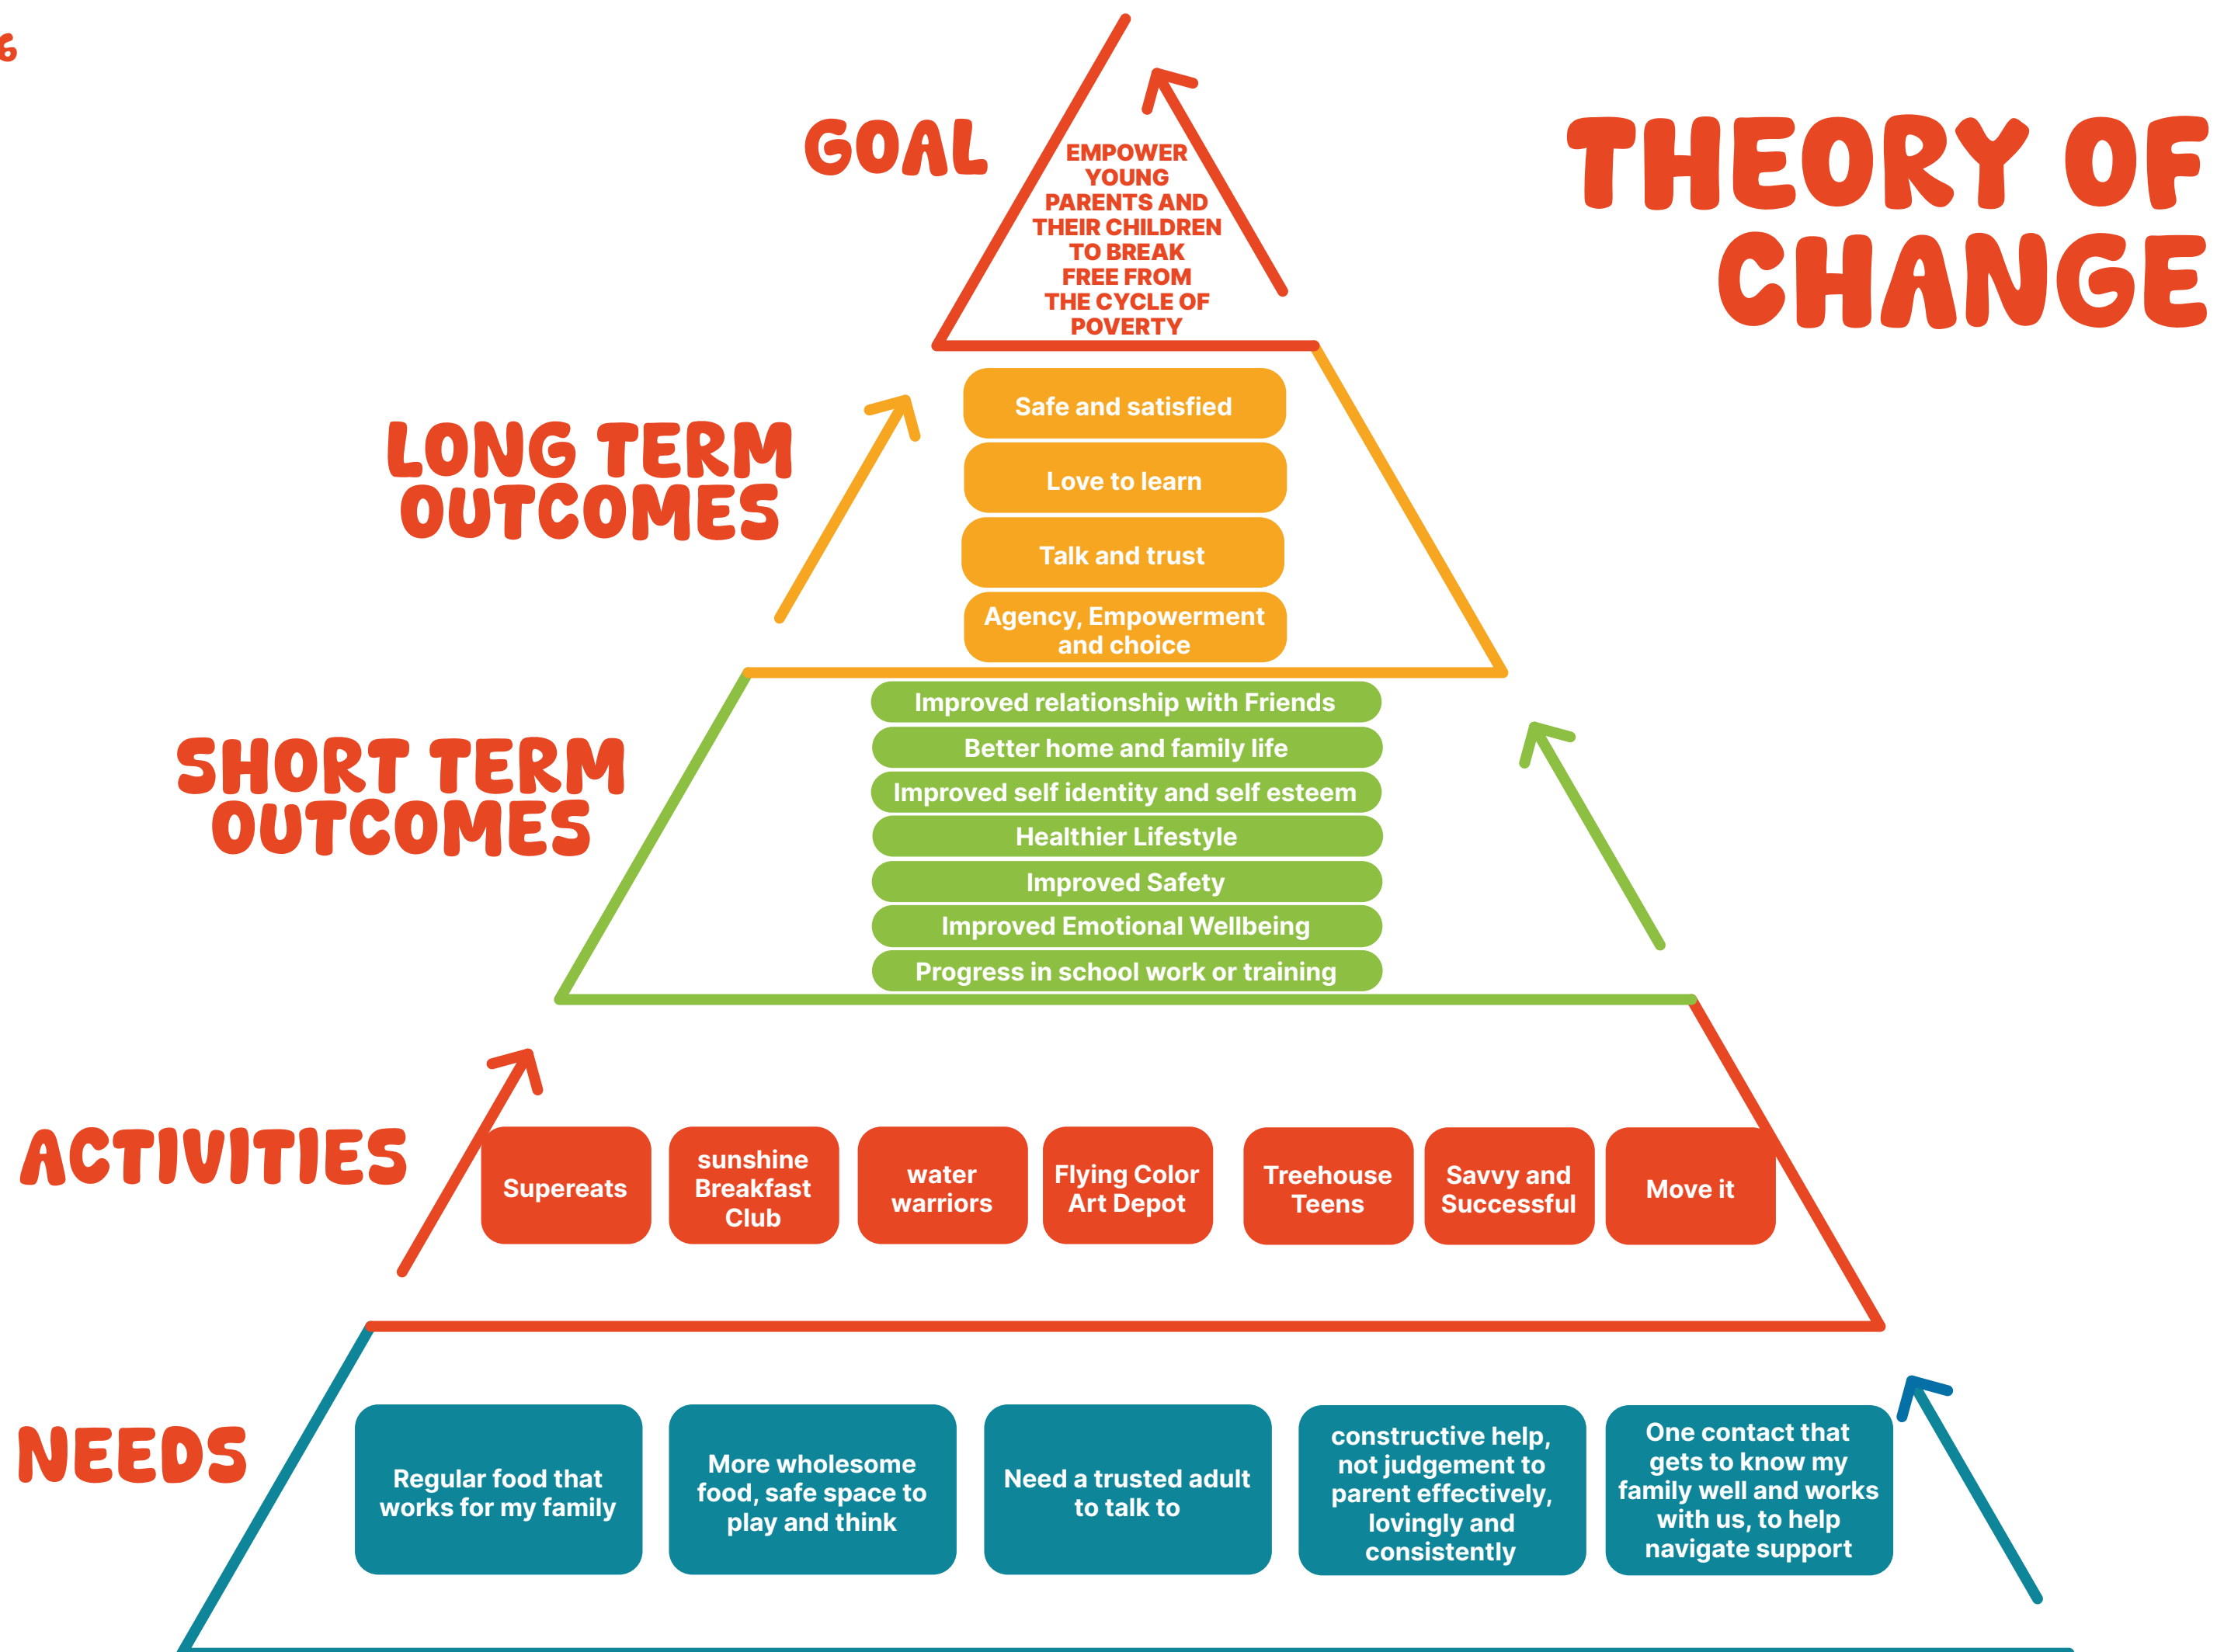 THEORY OF
CHANGE
GOAL
EMPOWER
YOUNG
PARENTS AND
THEIR CHILDREN
TO BREAK
FREE FROM
THE CYCLE OF
POVERTY
LONG TERM
OUTCOMES
Safe and satisfied
Love to learn
Talk and trust
Agency, Empowerment
and choice
SHORT TERM
OUTCOMES
Improved relationship with Friends
Better home and family life
Improved self identity and self esteem
Healthier Lifestyle
Improved Safety
Improved Emotional Wellbeing
Progress in school work or training
ACTIVITIES
Supereats
sunshine
Breakfast
Club
water
warriors
Flying Color
Art Depot
Treehouse
Teens
Savvy and
Successful
Move it
NEEDS
Regular food that
works for my family
More wholesome
food, safe space to
play and think
Need a trusted adult
to talk to
constructive help,
not judgement to
parent effectively,
lovingly and
consistently
One contact that
gets to know my
family well and works
with us, to help
navigate support